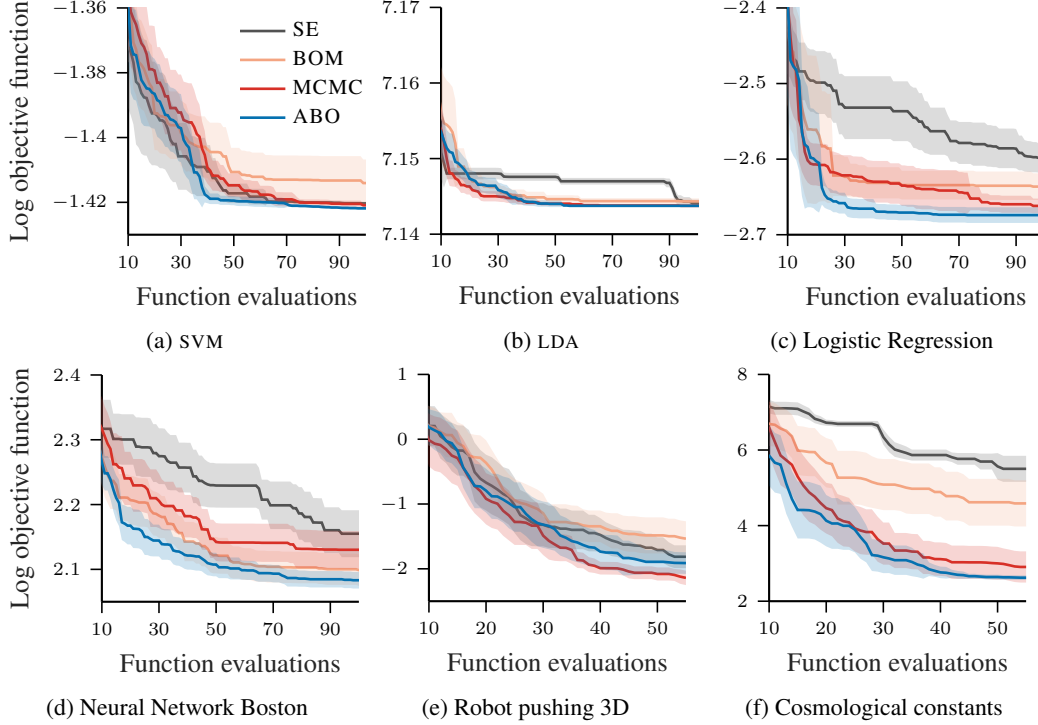 Log objective function
−1.36
−1.38
−1.4
−1.42
10 30 50 70 90
SE
BOM
MCMC
ABO
Function evaluations
(a) SVM
7.17
7.16
7.15
7.14
10 30 50 70 90
Function evaluations
(b) LDA
−2.4
−2.5
−2.6
−2.7
10 30 50 70 90
Function evaluations
(c) Logistic Regression
Log objective function
2.4
2.3
2.2
2.1
10 30 50 70 90
Function evaluations
(d) Neural Network Boston
1
0
−1
−2
10 20 30 40 50
Function evaluations
(e) Robot pushing 3D
8
6
4
2
10 20 30 40 50
Function evaluations
(f) Cosmological constants